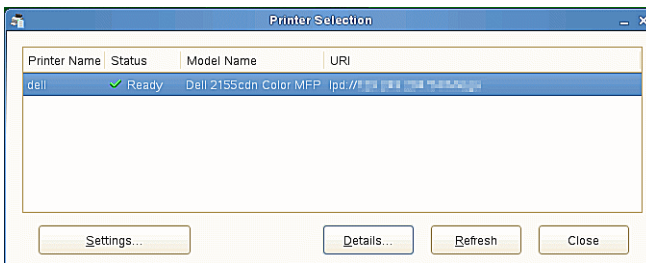 Printer Selection
Printer Name Status Model Name URI
dell Ready Dell 2155cdn Color MFP lpd://
Settings... Details... Refresh Close